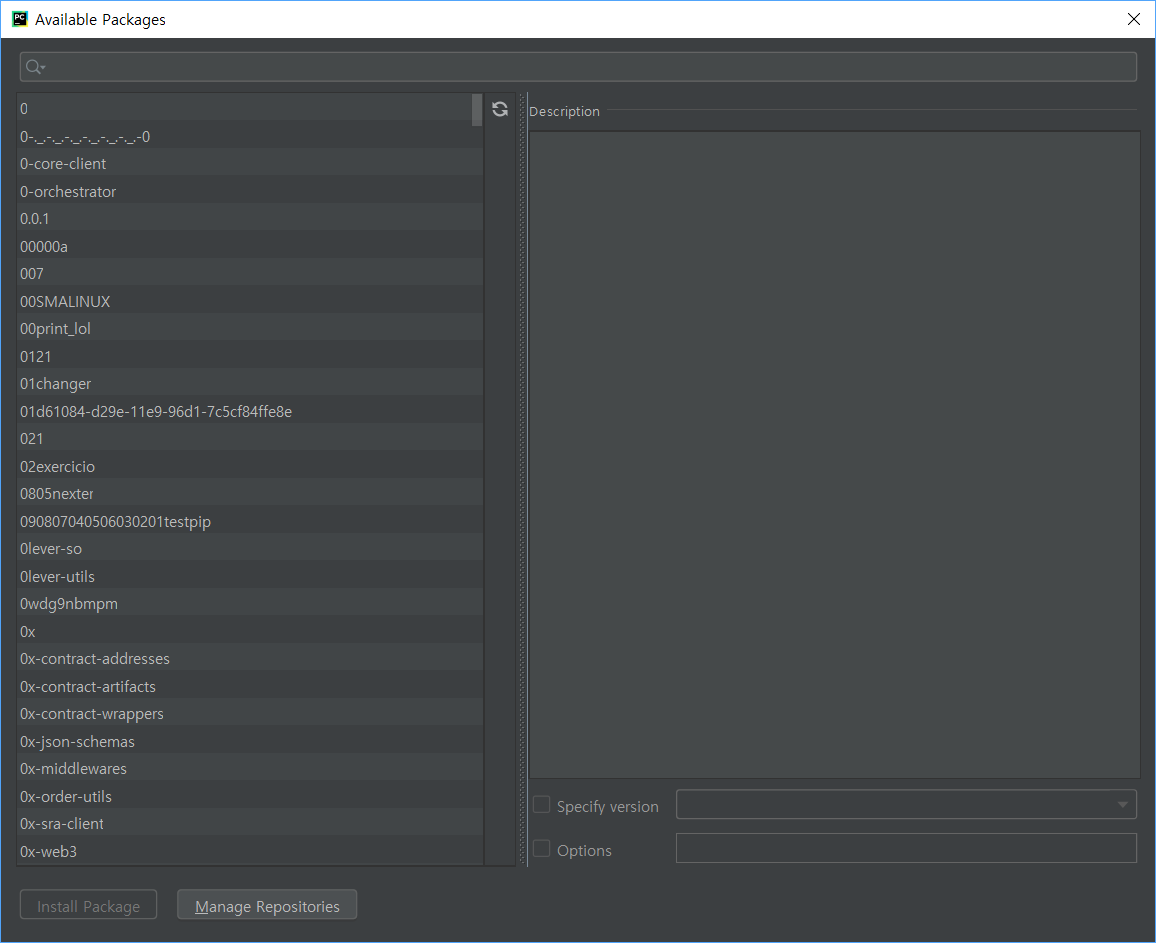 PC
Available Packages
0
0-._.-._.-._.-._.-._.-._.-0
0-core-client
0-orchestrator
0.0.1
00000a
007
00SMALINUX
00print_lol
0121
01changer
01d61084-d29e-11e9-96d1-7c5cf84ffe8e
021
02exercicio
0805nexter
090807040506030201testpip
0lever-so
0lever-utils
0wdg9nbmpm
0x
0x-contract-addresses
0x-contract-artifacts
0x-contract-wrappers
0x-json-schemas
0x-middlewares
0x-order-utils
0x-sra-client
0x-web3
Description
Specify version
Options
Install Package
Manage Repositories